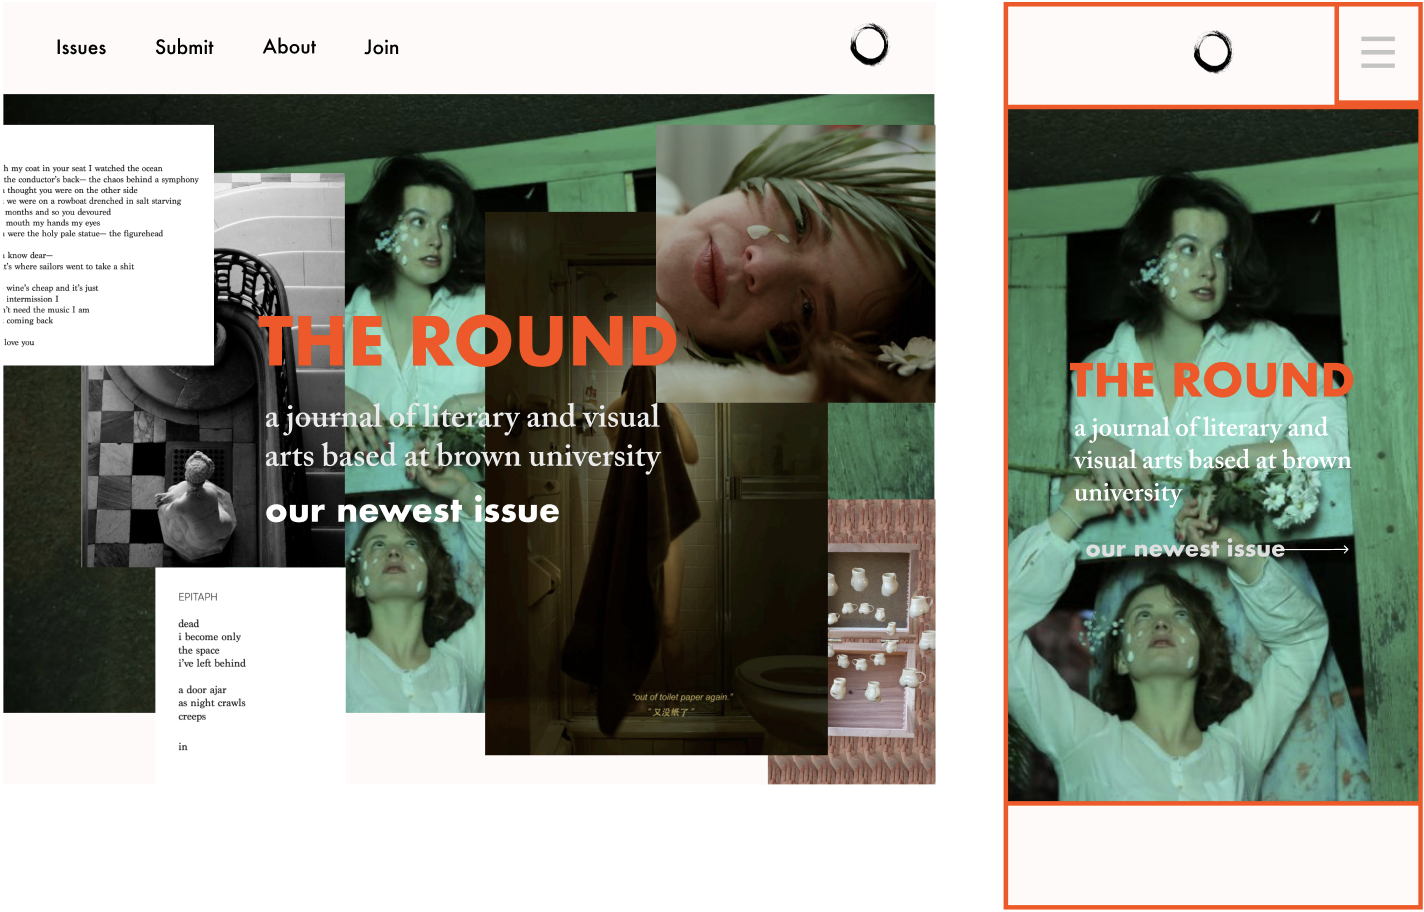 Issues
Submit
About
Join
h my coat in your seat I watched the ocean
the conductor's back— the chaos behind a symphony
thought you were on the other side
we were on a rowboat drenched in salt starving
months and so you devoured
mouth my hands my eyes
were the holy pale statue— the figurehead
know dear—
t's where sailors went to take a shit
wine's cheap and it's just
intermission I
't need the music I am
coming back
love you
THE ROUND
a journal of literary and visual
arts based at brown university
our newest issue
EPITAPH
dead
i become only
the space
i've left behind
a door ajar
as night crawls
creeps
in
"out of toilet paper again."
"又没纸了"
THE ROUND
a journal of literary and
visual arts based at brown
university
our newest issue